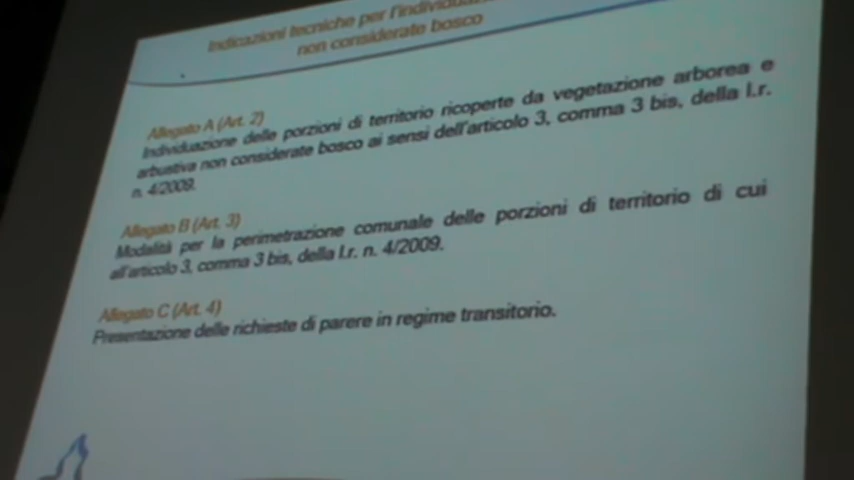 Indicazioni tecniche per l'individuazi
non considerate bosco
Allegato A (Art. 2)
Individuazione delle porzioni di territorio ricoperte da vegetazione arborea e
arbustiva non considerate bosco ai sensi dell'articolo 3, comma 3 bis, della l.r.
n. 4/2009.
Allegato B (Art. 3)
Modalità per la perimetrazione comunale delle porzioni di territorio di cui
all'articolo 3, comma 3 bis, della l.r. n. 4/2009.
Allegato C (Art. 4)
Presentazione delle richieste di parere in regime transitorio.